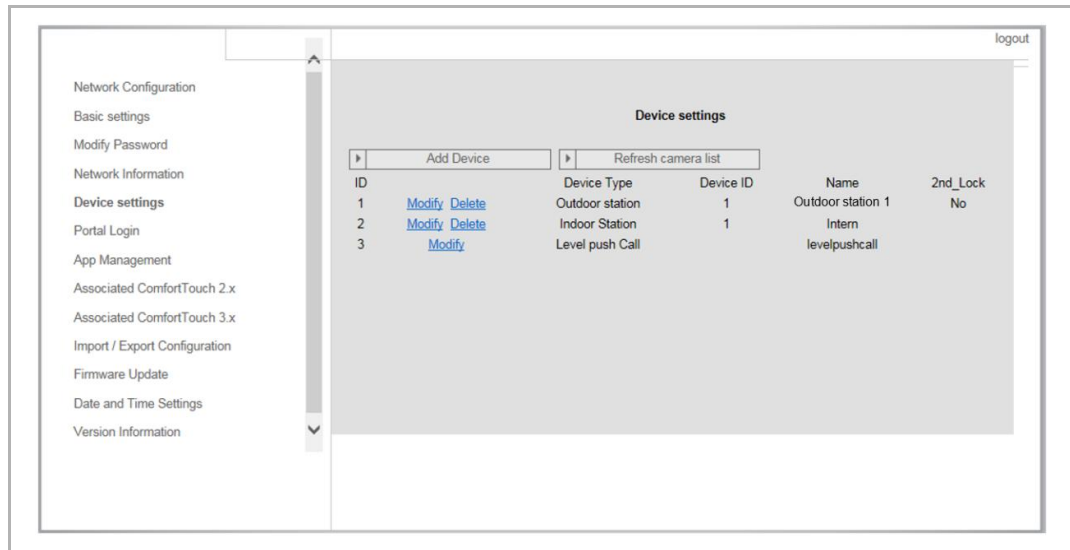 logout
Network Configuration
Basic settings
Modify Password
Network Information
Device settings
Portal Login
App Management
Associated ComfortTouch 2.x
Associated ComfortTouch 3.x
Import / Export Configuration
Firmware Update
Date and Time Settings
Version Information
Device settings
Add Device Refresh camera list
ID Device Type Device ID Name 2nd_Lock
1 Modify Delete Outdoor station 1 Outdoor station 1 No
2 Modify Delete Indoor Station 1 Intern
3 Modify Level push Call levelpushcall